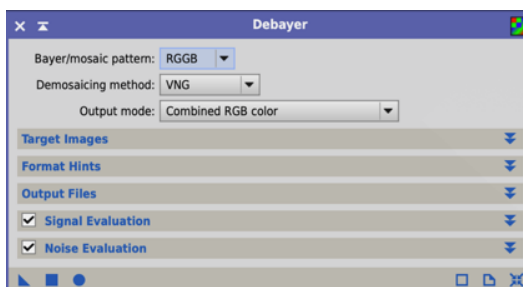 Debayer
Bayer/mosaic pattern: RGGB
Demosaicing method: VNG
Output mode: Combined RGB color
Target Images
Format Hints
Output Files
Signal Evaluation
Noise Evaluation